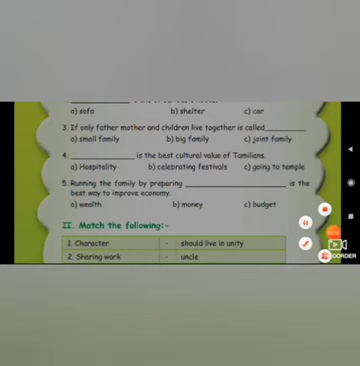 a) sofa b) shelter c) car
3. If only father mother and children live together is called
a) small family b) big family c) joint family
4. is the best cultural value of Tamilians.
a) Hospitality b) celebrating festivals c) going to temple
5. Running the family by preparing is the
best way to improve economy.
a) wealth b) money c) budget
II. Match the following:-
1. Character - should live in unity
2. Sharing work - uncle
CORDER